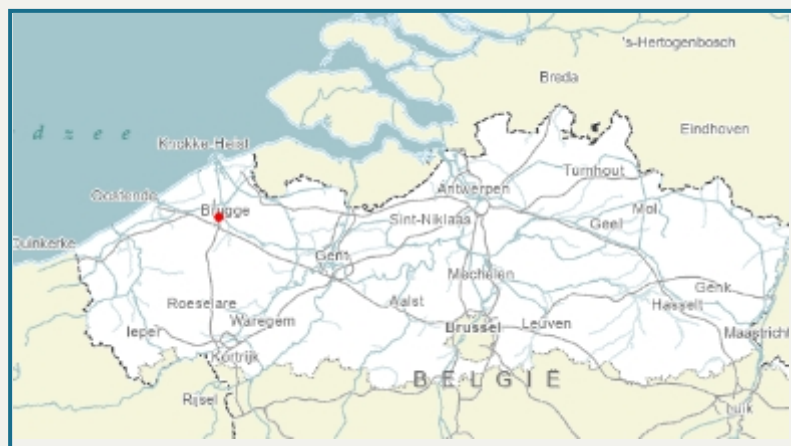 's-Hertogenbosch
Breda
dzee
Eindhoven
Knokke-Heist
Turnhout
Oostende
Antwerpen
Brugge
Mol
Sint-Niklaas
Geel
Duinkerke
Gent
Mechelen
Genk
Roeselare
Aalst
Hasselt
Waregem
Ieper
Brussel
Leuven
Maastricht
Kortrijk
BELGIË
Rijsel
Luik